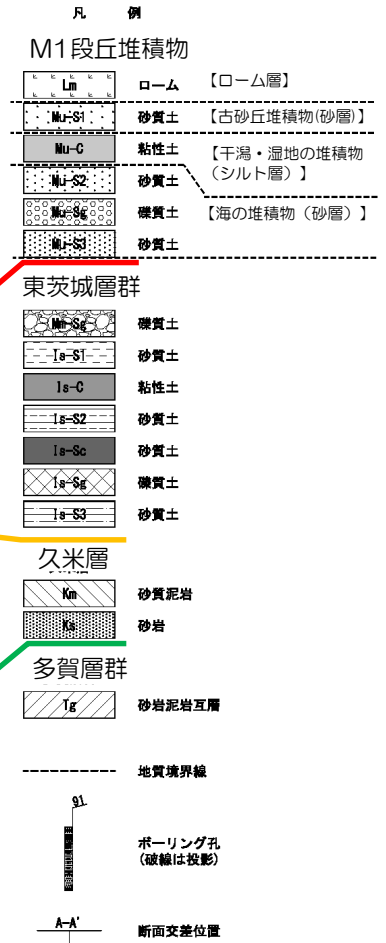 凡 例
M1段丘堆積物
Lm ローム 【ローム層】
Mu-S1 砂質土 【古砂丘堆積物(砂層)】
Mu-C 粘性土 【干潟・湿地の堆積物
（シルト層）】
Mu-S2 砂質土
Mu-Sg 礫質土 【海の堆積物（砂層）】
Mu-S3 砂質土
東茨城層群
Mm-Sg 礫質土
Is-S1 砂質土
Is-C 粘性土
Is-S2 砂質土
Is-Sc 砂質土
Is-Sg 礫質土
Is-S3 砂質土
久米層
Km 砂質泥岩
Ks 砂岩
多賀層群
Tg 砂岩泥岩互層
地質境界線
91
ボーリング孔
(破線は投影)
A-A' 断面交差位置